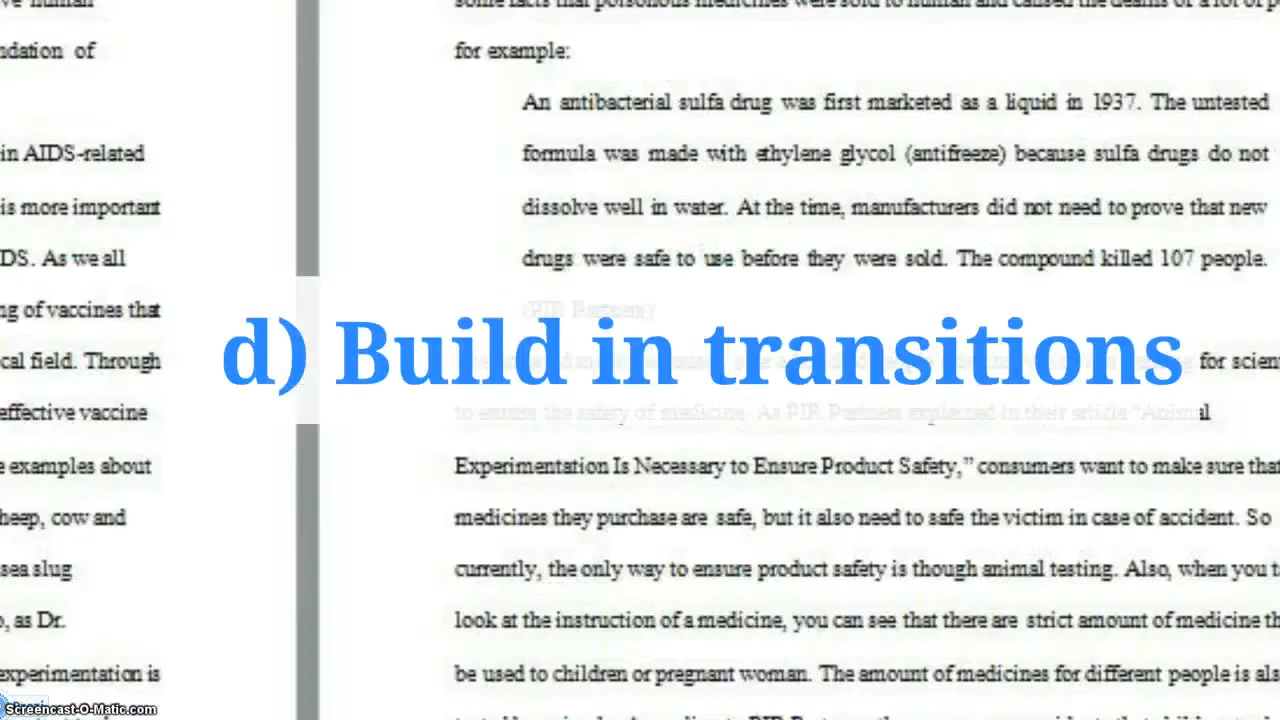 ve human
ndation of
in AIDS-related
is more important
DS. As we all
ng of vaccines that
cal field. Through
effective vaccine
e examples about
heep, cow and
sea slug
o, as Dr.
experimentation is
some facts that poisonous medicines were sold to human and caused the deaths of a lot of p
for example:
An antibacterial sulfa drug was first marketed as a liquid in 1937. The untested
formula was made with ethylene glycol (antifreeze) because sulfa drugs do not
dissolve well in water. At the time, manufacturers did not need to prove that new
drugs were safe to use before they were sold. The compound killed 107 people.
(PIR Partners)
d) Build in transitions
for scien
to ensure the safety of medicine. As PIR Partners explained in their article “Animal
Experimentation Is Necessary to Ensure Product Safety,” consumers want to make sure that
medicines they purchase are safe, but it also need to safe the victim in case of accident. So
currently, the only way to ensure product safety is though animal testing. Also, when you t
look at the instruction of a medicine, you can see that there are strict amount of medicine th
be used to children or pregnant woman. The amount of medicines for different people is als
Screencast-O-Matic.com